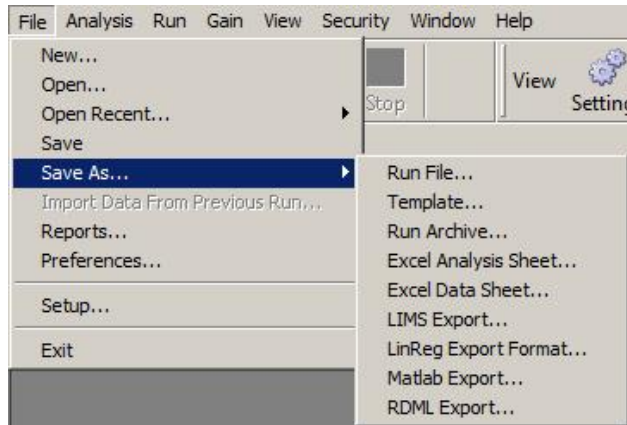 File Analysis Run Gain View Security Window Help
New...
Open...
Open Recent...
Save
Save As...
Import Data From Previous Run...
Reports...
Preferences...
Setup...
Exit
Stop
View
Setting
Run File...
Template...
Run Archive...
Excel Analysis Sheet...
Excel Data Sheet...
LIMS Export...
LinReg Export Format...
Matlab Export...
RDML Export...